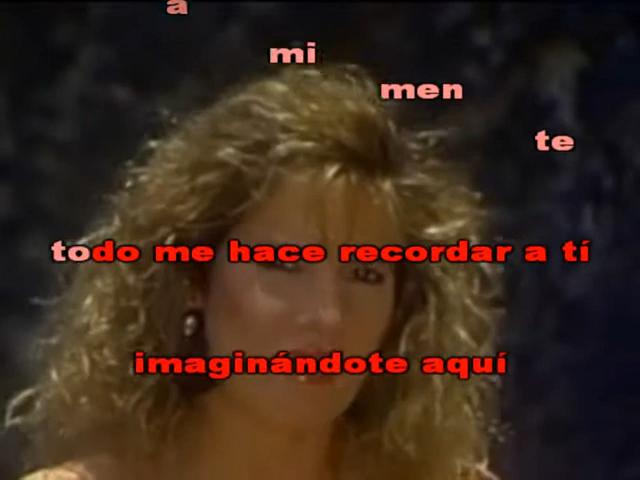 a
mi
men
te
todo me hace recordar a tí
imaginándote aquí